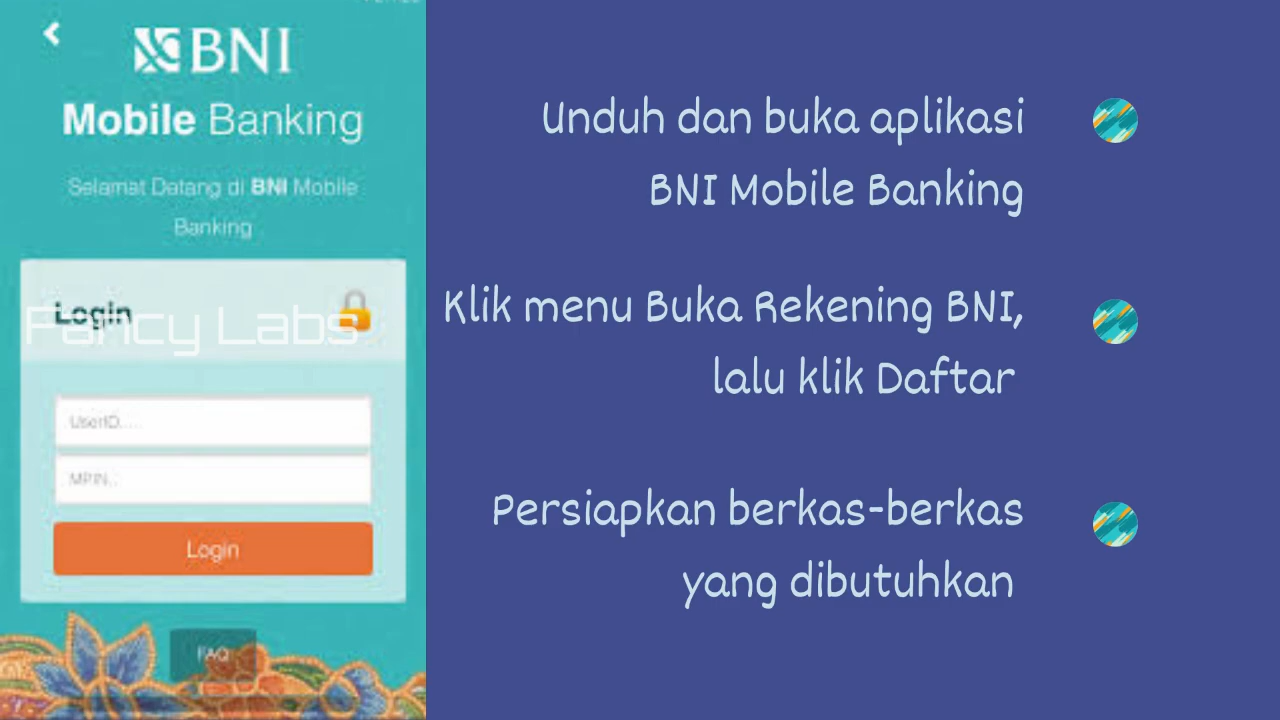 BNI
Mobile Banking
Selamat Datang di BNI Mobile
Banking
Login
Fancy Labs
UserID....
MPIN..
Login
FAQ
Unduh dan buka aplikasi
BNI Mobile Banking
Klik menu Buka Rekening BNI,
lalu klik Daftar
Persiapkan berkas-berkas
yang dibutuhkan